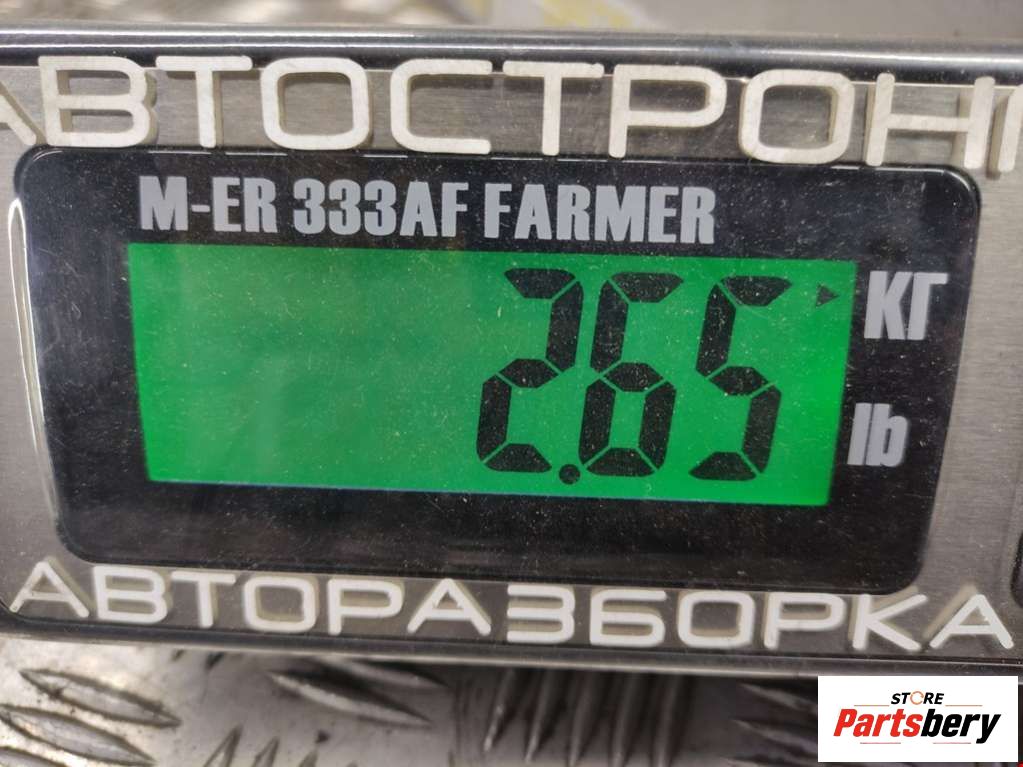 АВТОСТРОН
M-ER 333AF FARMER
2.65
КГ
lb
АВТОРАЗБОРКА
STORE
Partsbery